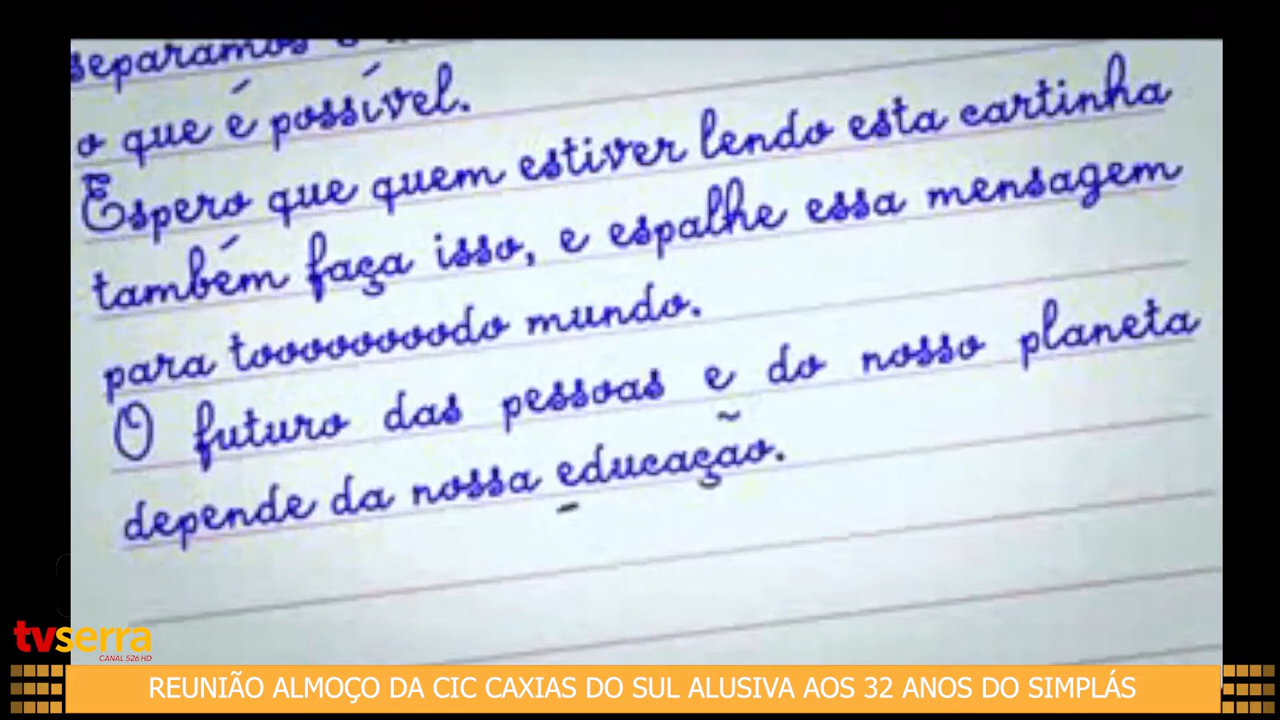 separamos
o que é possível.
Espero que quem estiver lendo esta cartinha
também faça isso, e espalhe essa mensagem
para tooooooooodo mundo.
O futuro das pessoas e do nosso planeta
depende da nossa educação.
tvserra
CANAL 526 HD
REUNIÃO ALMOÇO DA CIC CAXIAS DO SUL ALUSIVA AOS 32 ANOS DO SIMPLÁS